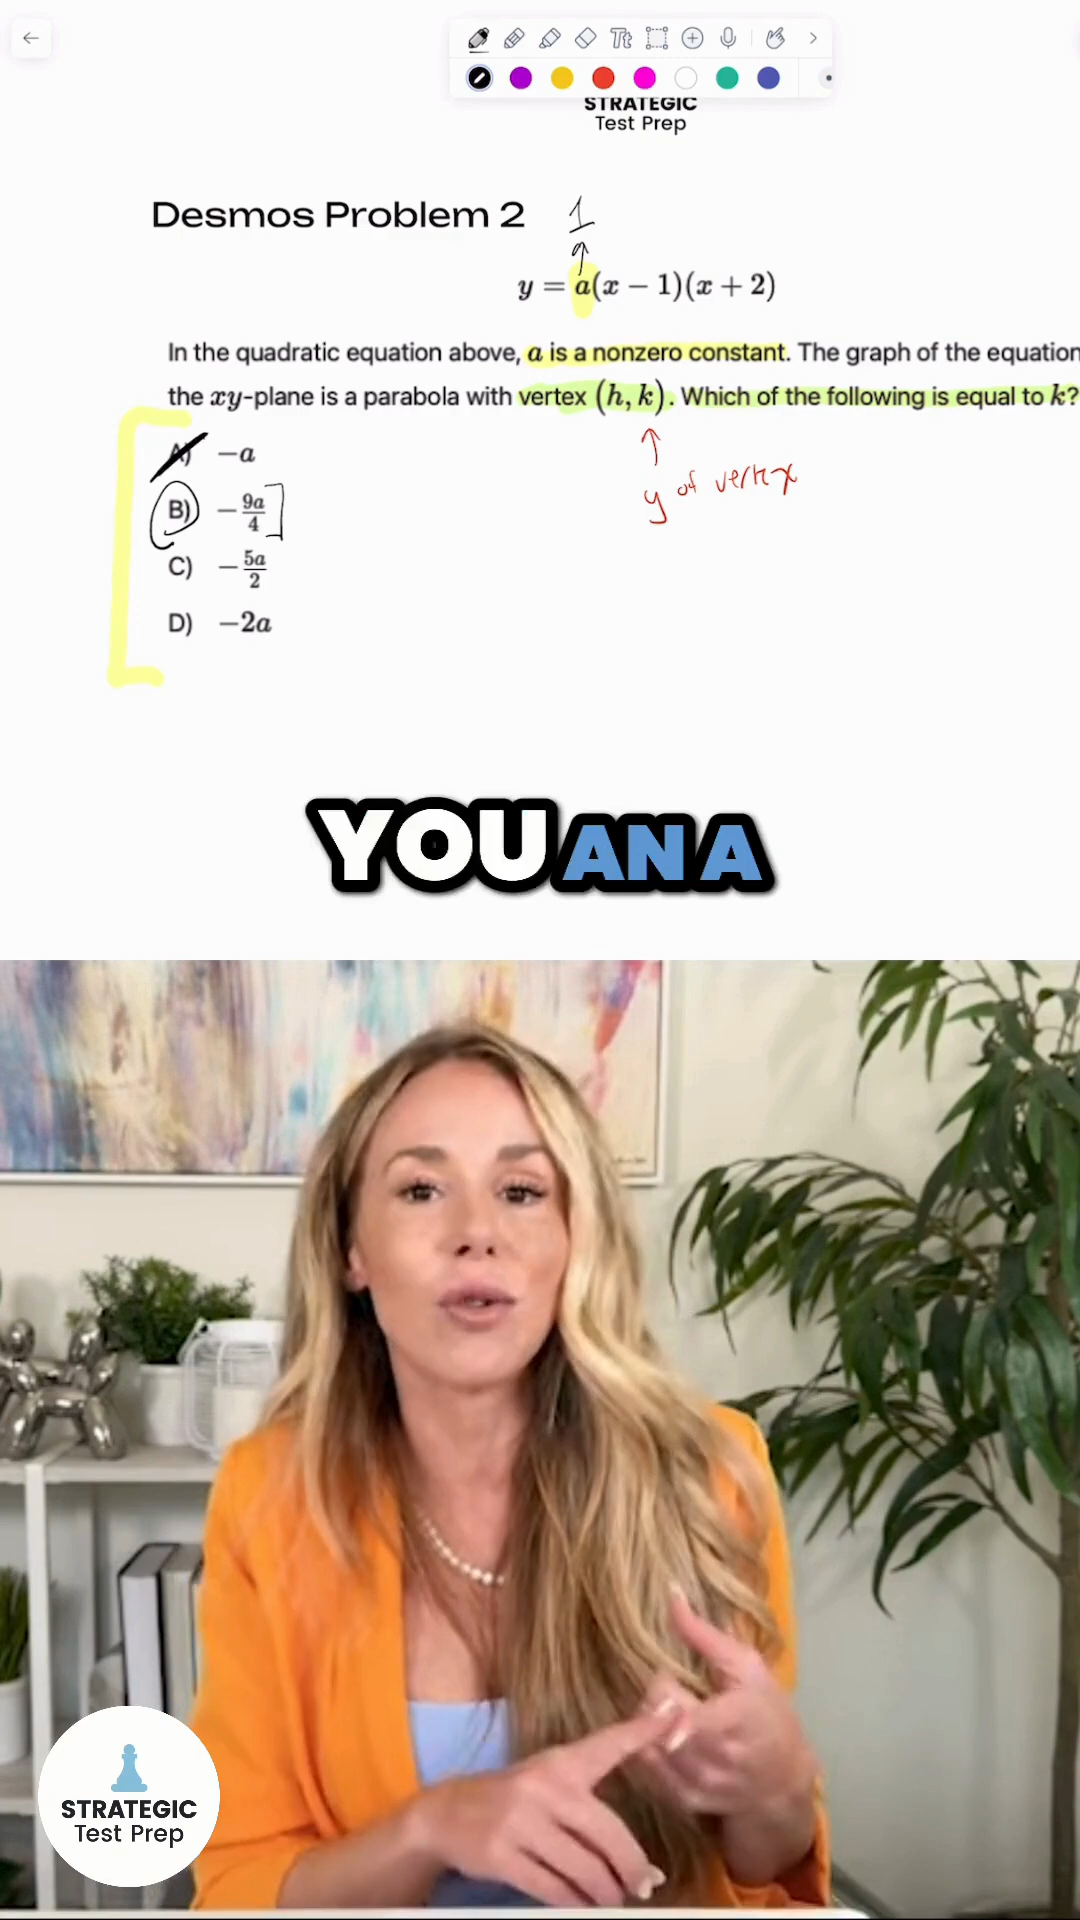 Tt
STRATEGIC
Test Prep
Desmos Problem 2
1
y = a(x − 1)(x + 2)
In the quadratic equation above, a is a nonzero constant. The graph of the equation
the xy-plane is a parabola with vertex (h, k). Which of the following is equal to k?
A) −a
B) −9a/4
C) −5a/2
D) −2a
y of vertex
YOU AN A
STRATEGIC
Test Prep